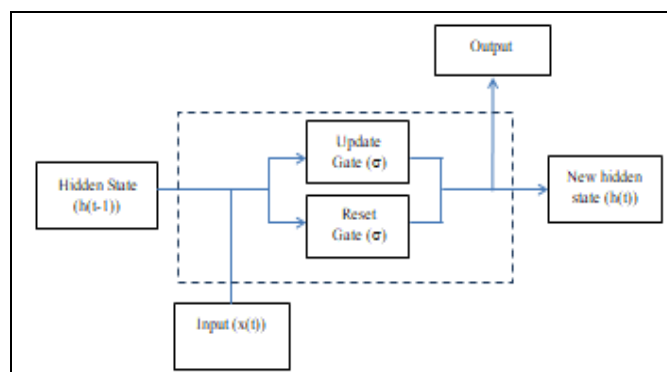 Output
Update
Gate (σ)
Hidden State
(h(t-1))
New hidden
state (h(t))
Reset
Gate (σ)
Input (x(t))